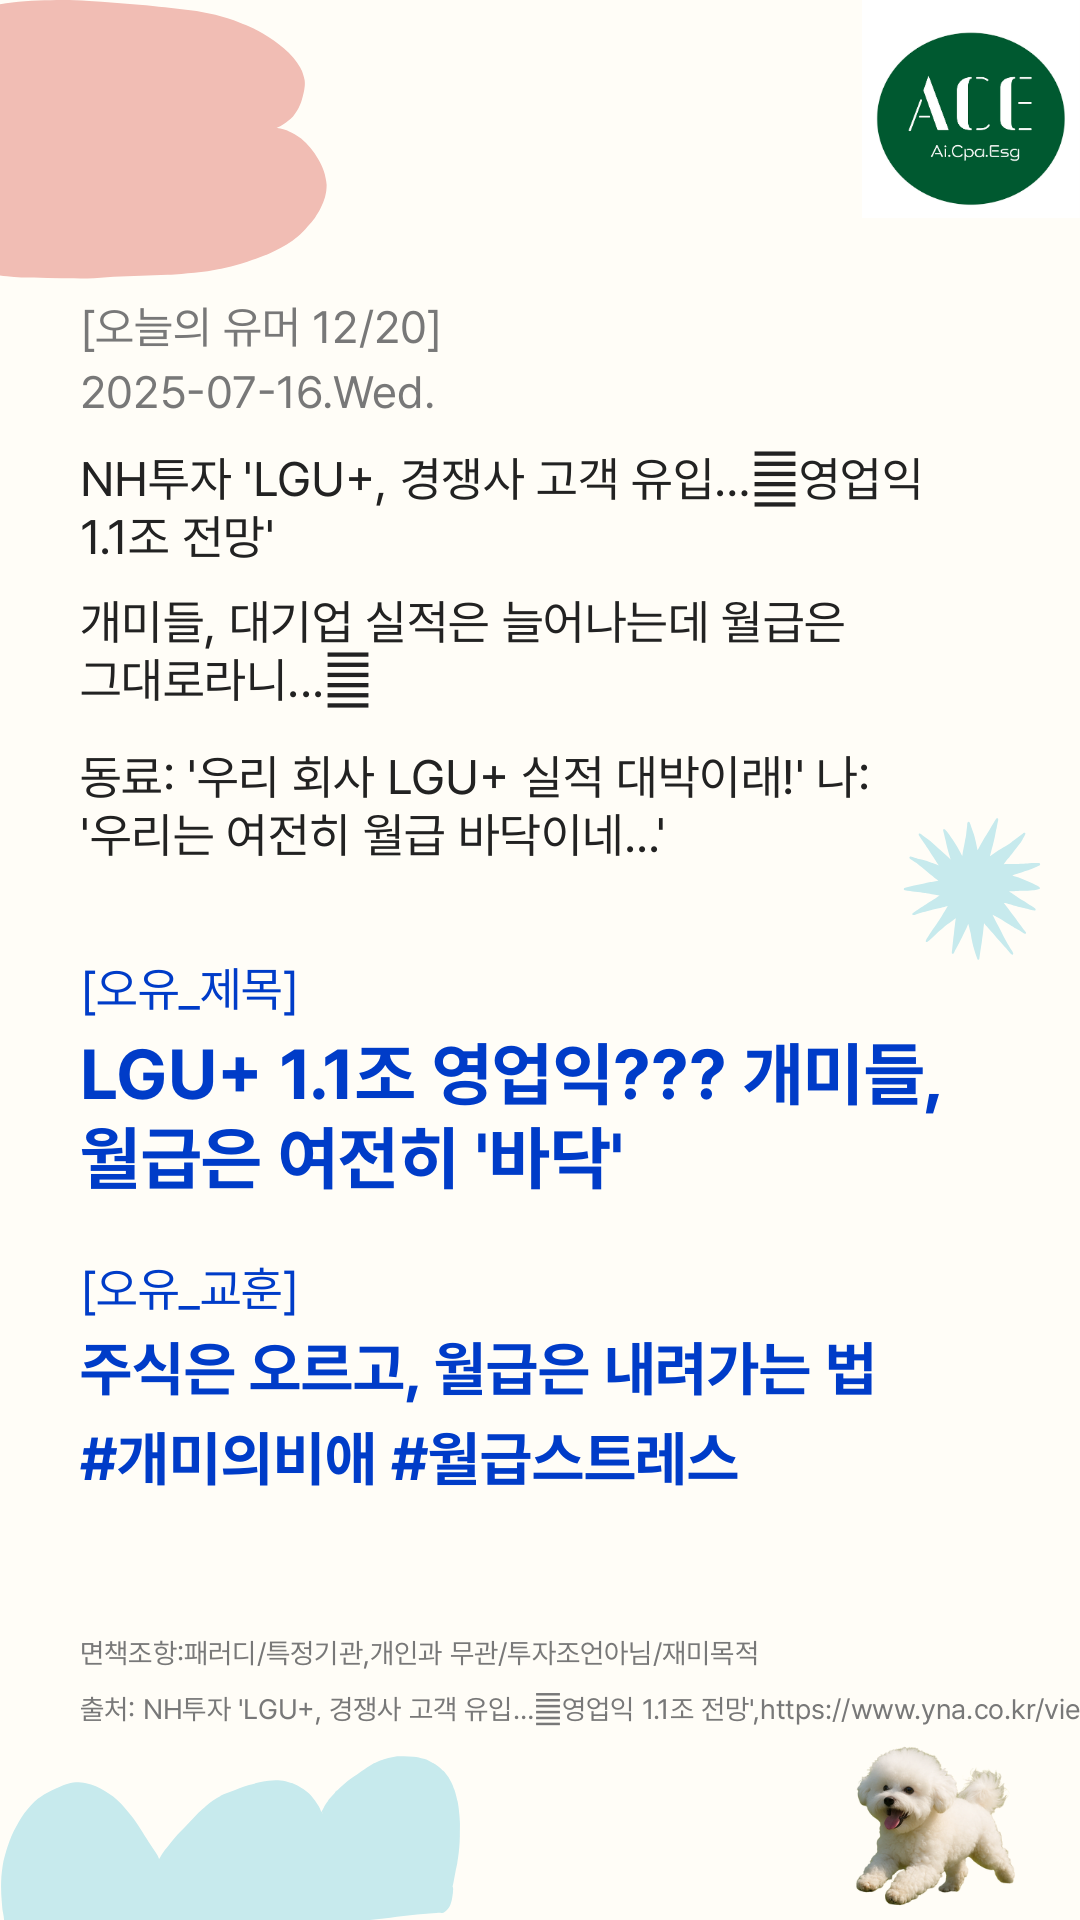 ACE
Ai.Cpa.Esg
[오늘의 유머 12/20]
2025-07-16.Wed.
NH투자 'LGU+, 경쟁사 고객 유입…영업익
1.1조 전망'
개미들, 대기업 실적은 늘어나는데 월급은
그대로라니…
동료: '우리 회사 LGU+ 실적 대박이래!' 나:
'우리는 여전히 월급 바닥이네…'
[오유_제목]
LGU+ 1.1조 영업익??? 개미들,
월급은 여전히 '바닥'
[오유_교훈]
주식은 오르고, 월급은 내려가는 법
#개미의비애 #월급스트레스
면책조항:패러디/특정기관,개인과 무관/투자조언아님/재미목적
출처: NH투자 'LGU+, 경쟁사 고객 유입…영업익 1.1조 전망',https://www.yna.co.kr/vie